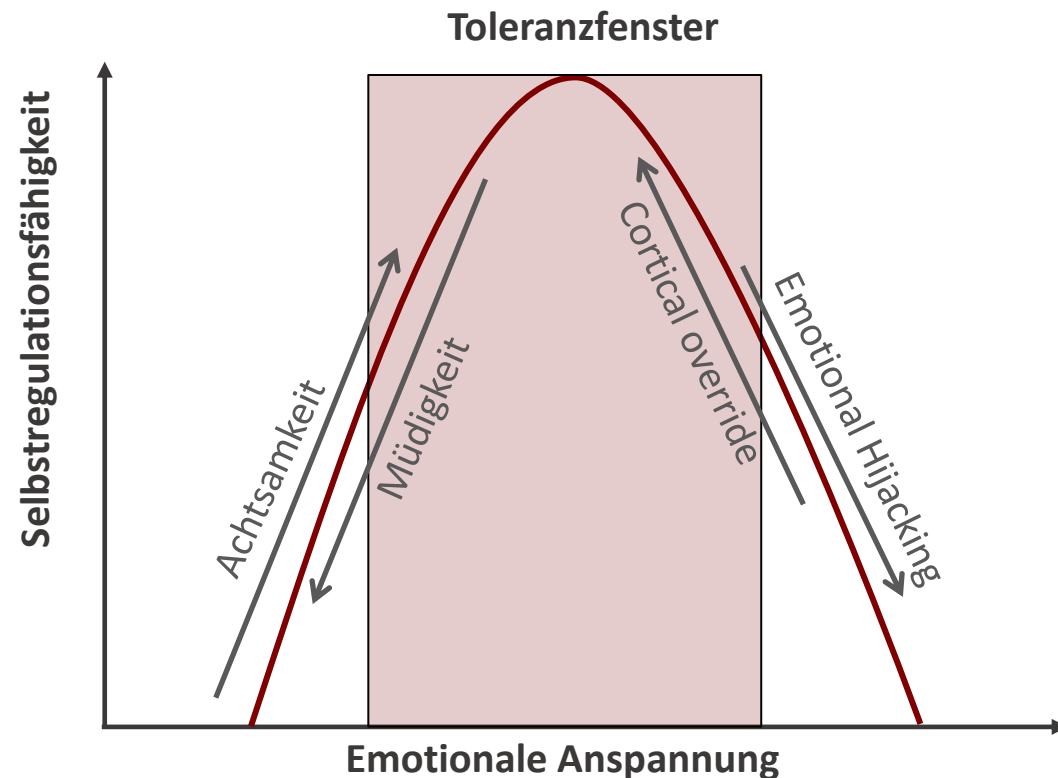 Toleranzfenster
Selbstregulationsfähigkeit
Achtsamkeit
Müdigkeit
Cortical override
Emotional Hijacking
Emotionale Anspannung